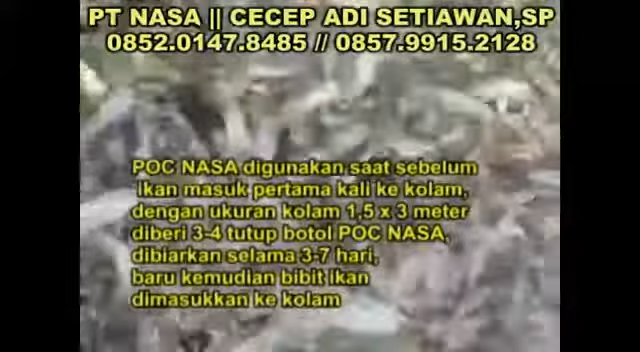 PT NASA || CECEP ADI SETIAWAN,SP
0852.0147.8485 // 0857.9915.2128
POC NASA digunakan saat sebelum
Ikan masuk pertama kali ke kolam,
dengan ukuran kolam 1,5 x 3 meter
diberi 3-4 tutup botol POC NASA,
dibiarkan selama 3-7 hari,
baru kemudian bibit ikan
dimasukkan ke kolam